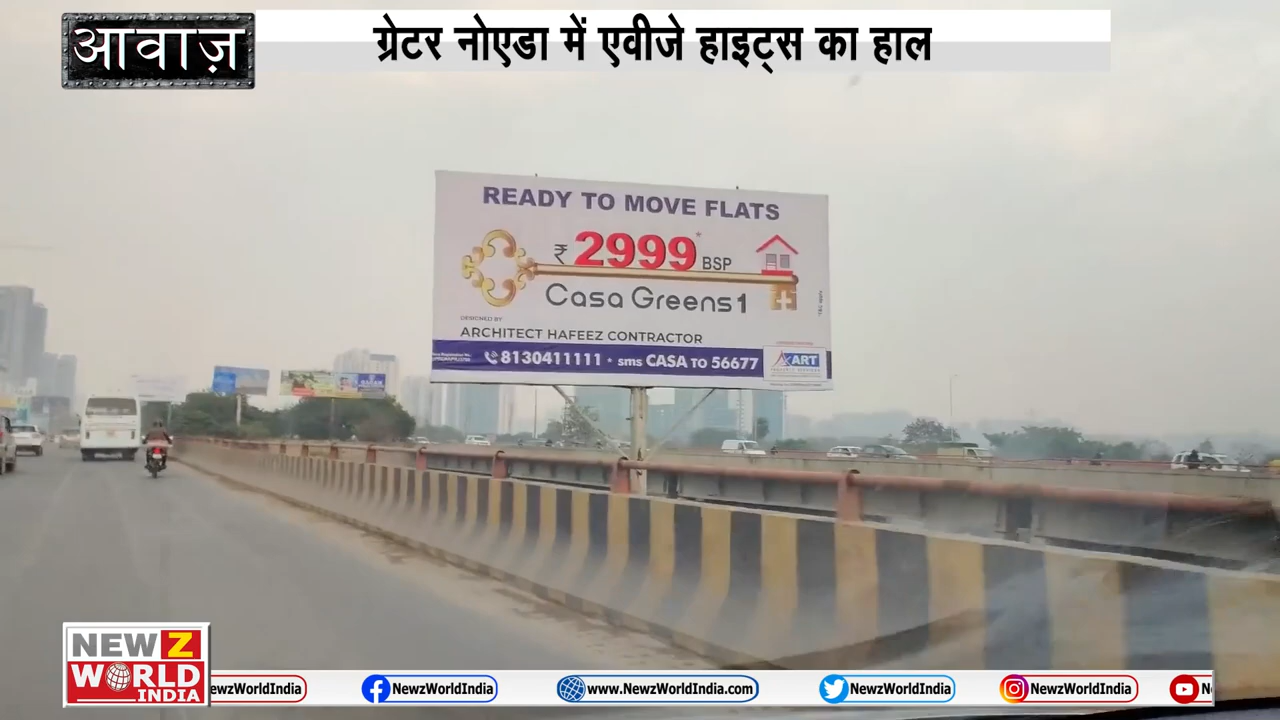 आवाज़
ग्रेटर नोएडा में एवीजे हाइट्स का हाल
READY TO MOVE FLATS
₹ 2999* BSP
Casa Greens1
DESIGNED BY
ARCHITECT HAFEEZ CONTRACTOR
8130411111 • sms CASA TO 56677
ART
NEWZ
WORLD
INDIA
ewzWorldIndia
NewzWorldIndia
www.NewzWorldIndia.com
NewzWorldIndia
NewzWorldIndia